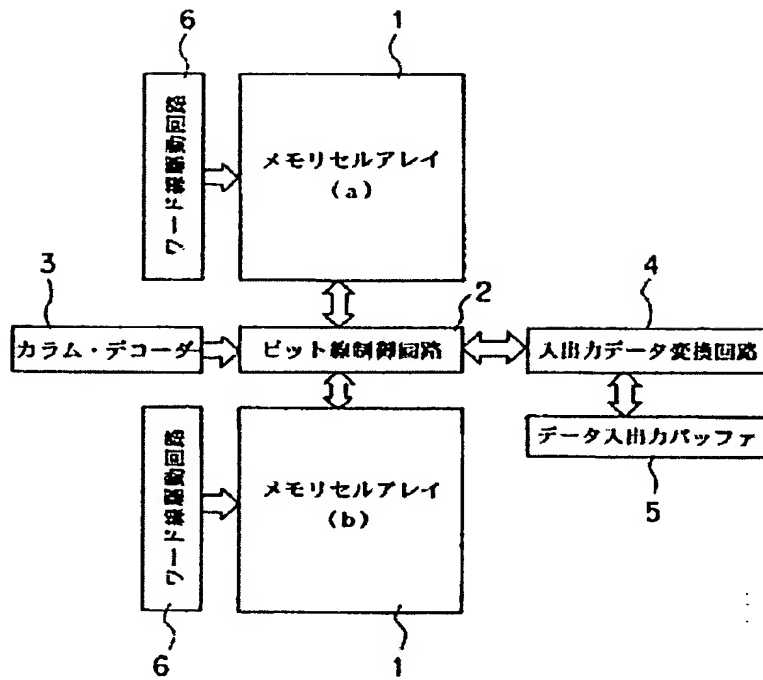 6
1
ワード線駆動回路
メモリセルアレイ
(a)
3
2
4
カラム・デコーダ
ビット線制御回路
入出力データ変換回路
ワード線駆動回路
メモリセルアレイ
(b)
データ入出力バッファ
5
6
1